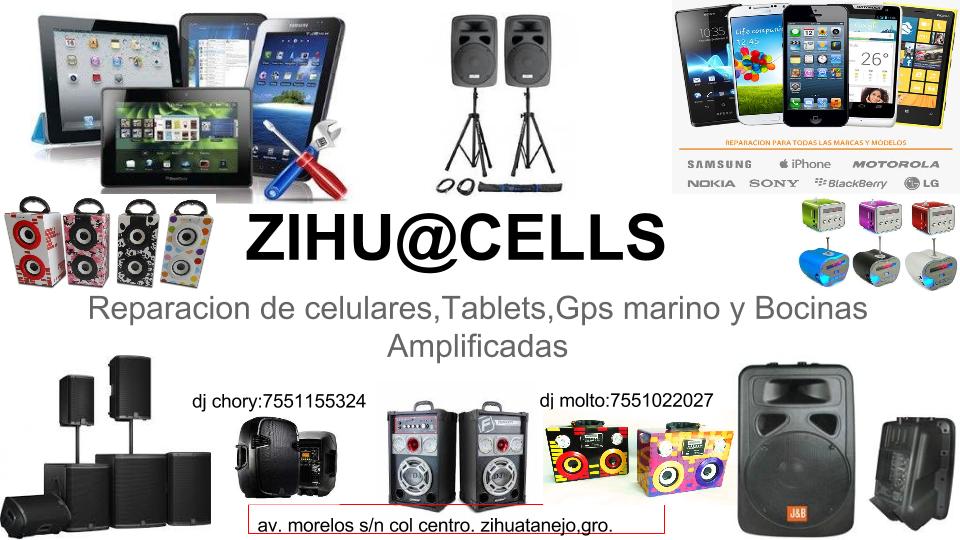 REPARACION PARA TODAS LAS MARCAS Y MODELOS
SAMSUNG iPhone MOTOROLA
NOKIA SONY BlackBerry LG
ZIHU@CELLS
Reparacion de celulares,Tablets,Gps marino y Bocinas
Amplificadas
dj chory:7551155324
dj molto:7551022027
J&B
av. morelos s/n col centro. zihuatanejo,gro.